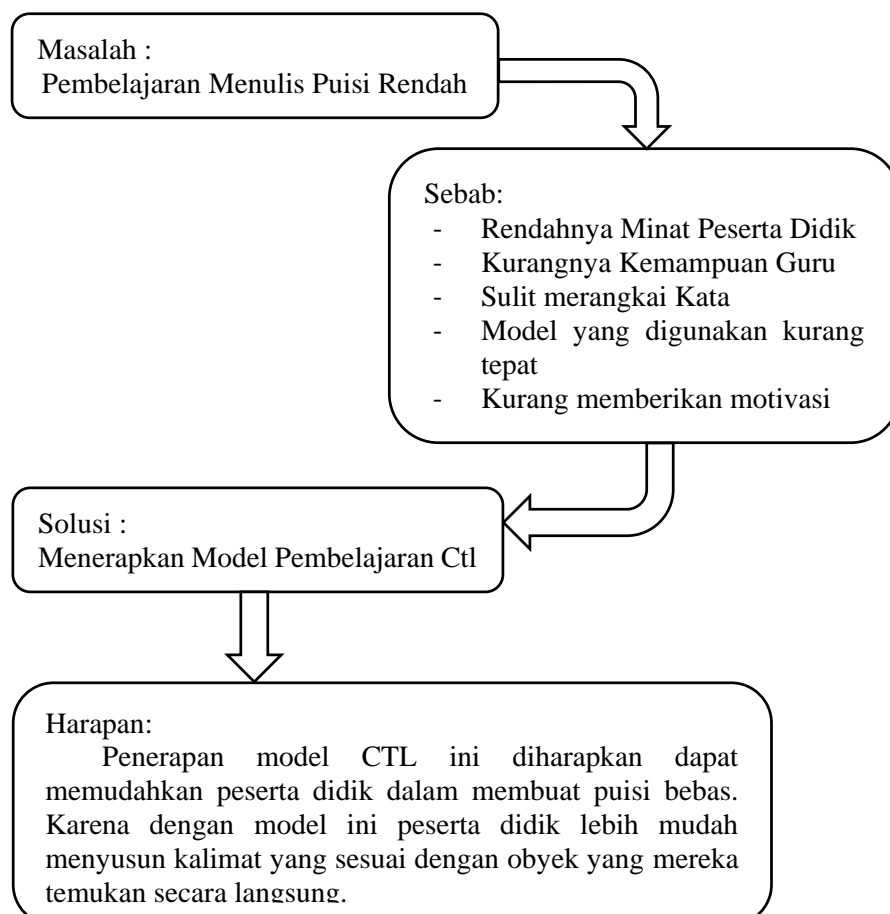 Masalah :
Pembelajaran Menulis Puisi Rendah
Sebab:
- Rendahnya Minat Peserta Didik
- Kurangnya Kemampuan Guru
- Sulit merangkai Kata
- Model yang digunakan kurang
tepat
- Kurang memberikan motivasi
Solusi :
Menerapkan Model Pembelajaran Ctl
Harapan:
Penerapan model CTL ini diharapkan dapat
memudahkan peserta didik dalam membuat puisi bebas.
Karena dengan model ini peserta didik lebih mudah
menyusun kalimat yang sesuai dengan obyek yang mereka
temukan secara langsung.